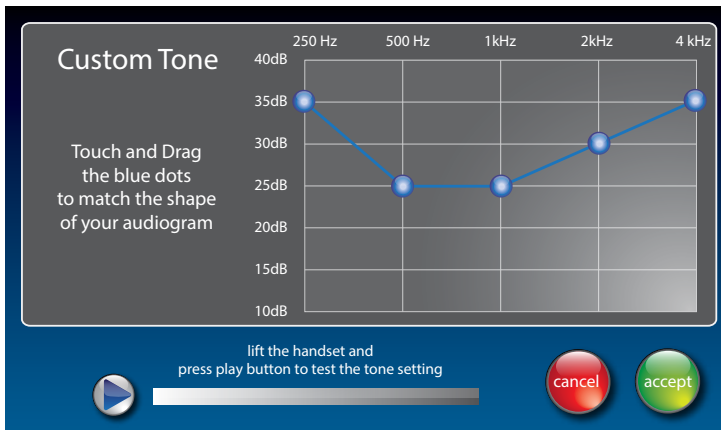 Custom Tone
Touch and Drag
the blue dots
to match the shape
of your audiogram
250 Hz 500 Hz 1kHz 2kHz 4 kHz
40dB
35dB
30dB
25dB
20dB
15dB
10dB
lift the handset and
press play button to test the tone setting
cancel accept